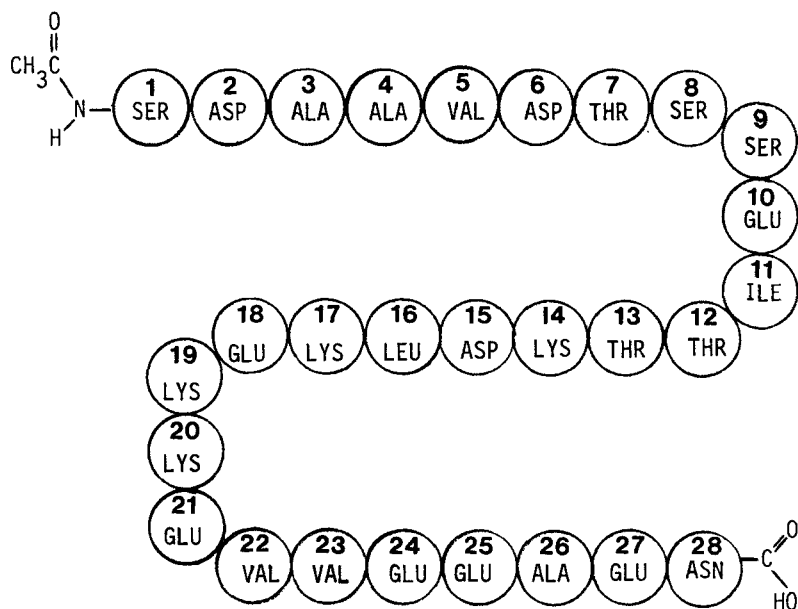 O
CH₃C
N
H
1 2 3 4 5 6 7 8
SER ASP ALA ALA VAL ASP THR SER
9
SER
10
GLU
11
ILE
18 17 16 15 14 13 12
GLU LYS LEU ASP LYS THR THR
19
LYS
20
LYS
21
GLU
22 23 24 25 26 27 28
VAL VAL GLU GLU ALA GLU ASN
C
O
HO